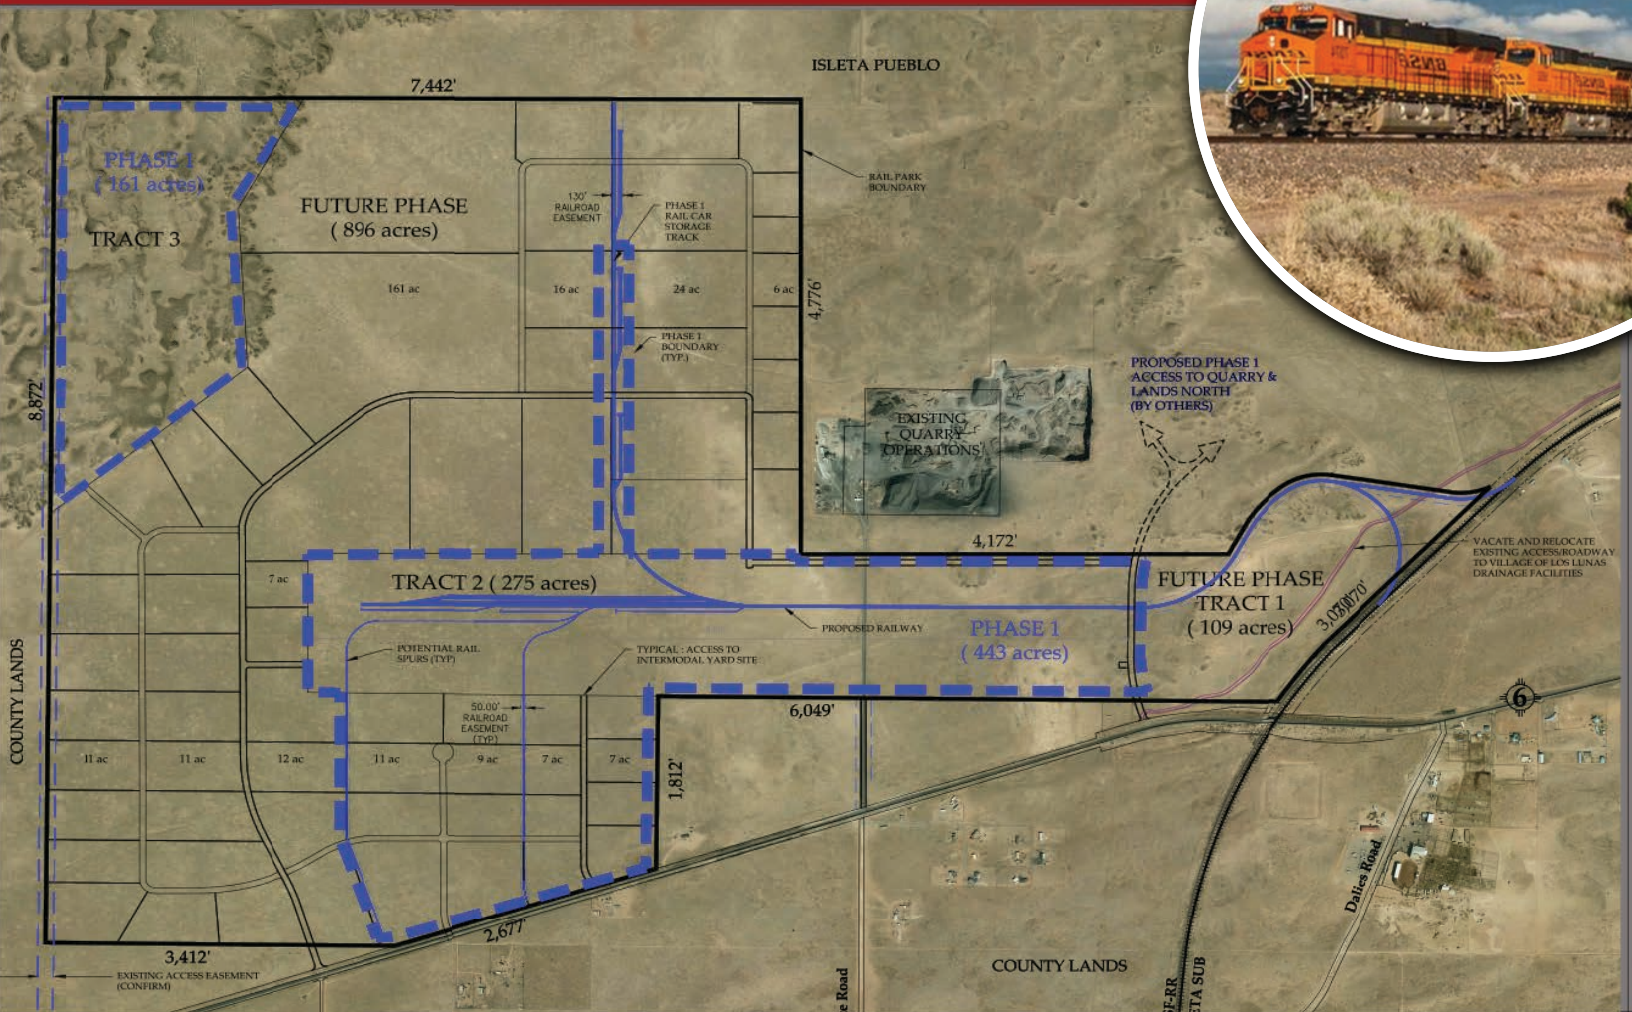 ISLETA PUEBLO
7,442'
PHASE 1
( 161 acres)
TRACT 3
FUTURE PHASE
( 896 acres)
130'
RAILROAD
EASEMENT
PHASE 1
RAIL CAR
STORAGE
TRACK
RAIL PARK
BOUNDARY
BNSF
161 ac
16 ac
24 ac
6 ac
4,776'
PHASE 1
BOUNDARY
(TYP.)
8,872'
PROPOSED PHASE 1
ACCESS TO QUARRY &
LANDS NORTH
(BY OTHERS)
EXISTING
QUARRY
OPERATIONS
4,172'
VACATE AND RELOCATE
EXISTING ACCESS/ROADWAY
TO VILLAGE OF LOS LUNAS
DRAINAGE FACILITIES
7 ac
TRACT 2 ( 275 acres)
FUTURE PHASE
TRACT 1
( 109 acres)
PROPOSED RAILWAY
PHASE 1
( 443 acres)
POTENTIAL RAIL
SPURS (TYP)
TYPICAL : ACCESS TO
INTERMODAL YARD SITE
COUNTY LANDS
50.00'
RAILROAD
EASEMENT
(TYP)
6,049'
6
11 ac
11 ac
12 ac
11 ac
9 ac
7 ac
7 ac
1,812'
Dalies Road
2,677'
3,412'
EXISTING ACCESS EASEMENT
(CONFIRM)
COUNTY LANDS
e Road
SF-RR
ETA SUB